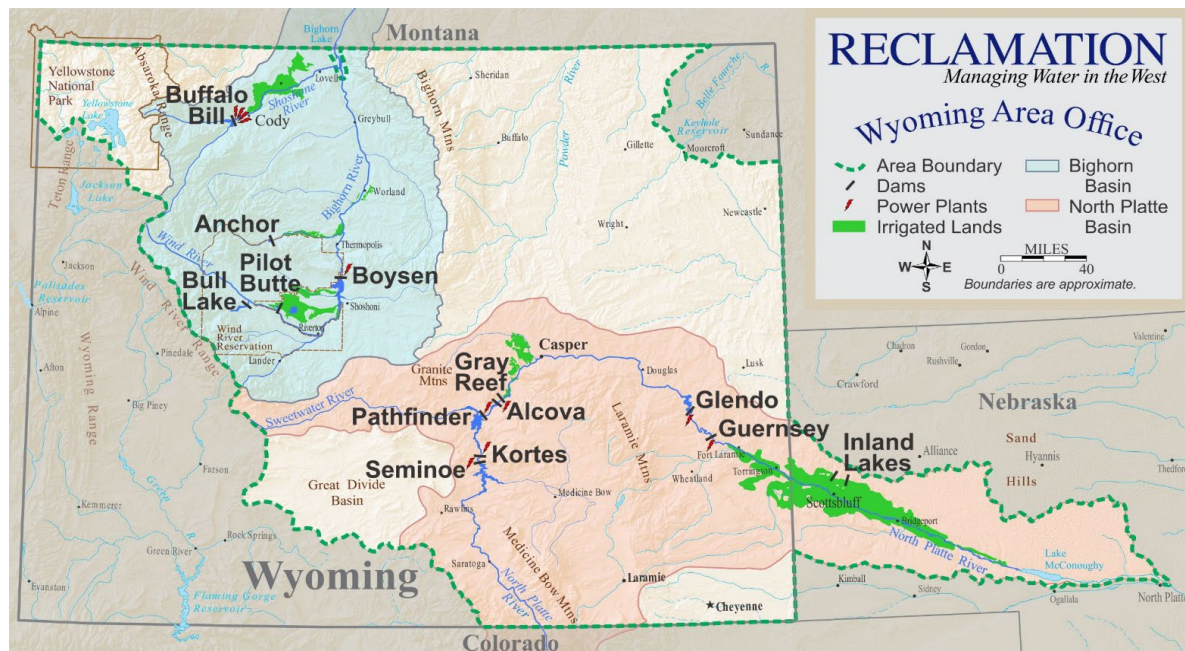 RECLAMATION
Managing Water in the West
Wyoming Area Office
Area Boundary
Dams
Power Plants
Irrigated Lands
Bighorn
Basin
North Platte
Basin
N
W E
S
MILES
0 40
Boundaries are approximate.
Montana
Bighorn
Lake
Yellowstone
National
Park
Yellowstone
Lake
Absaroka Range
Buffalo
Bill
Cody
Shoshone
River
Lovell
Greybull
Bighorn
Mtns
Sheridan
Buffalo
Powder
River
Gillette
Belle Fourche
R
Keyhole
Reservoir
Sundance
Moorcroft
Teton Range
Jackson
Lake
Bighorn River
Worland
Newcastle
Wright
Anchor
Thermopolis
Wind River
Pilot
Butte
Boysen
Bull
Lake
Shoshoni
Riverton
Jackson
Palisades
Reservoir
Alpine
Wind River Range
Wind
River
Reservation
Lander
Wyoming Range
Pinedale
Afton
Big Piney
Granite
Mtns
Gray
Reef
Casper
Douglas
Lusk
Sweetwater River
Pathfinder
Alcova
Laramie Mtns
Glendo
Guernsey
Fort Laramie
Torrington
Wheatland
Kortes
Seminoe
Great Divide
Basin
Medicine Bow
Rawlins
Farson
Green
R
Kemmerer
Rock Springs
Green River
Wyoming
Saratoga
Medicine Bow Mtns
North Platte
River
Laramie
Evanston
Flaming Gorge
Reservoir
Cheyenne
Colorado
Valentine
Chadron
Gordon
Rushville
Crawford
Nebraska
Inland
Lakes
Alliance
Sand
Hills
Hyannis
Thedford
Scottsbluff
Bridgeport
North Platte River
Lake
McConoughy
Kimball
Sidney
Ogallala
North Platte